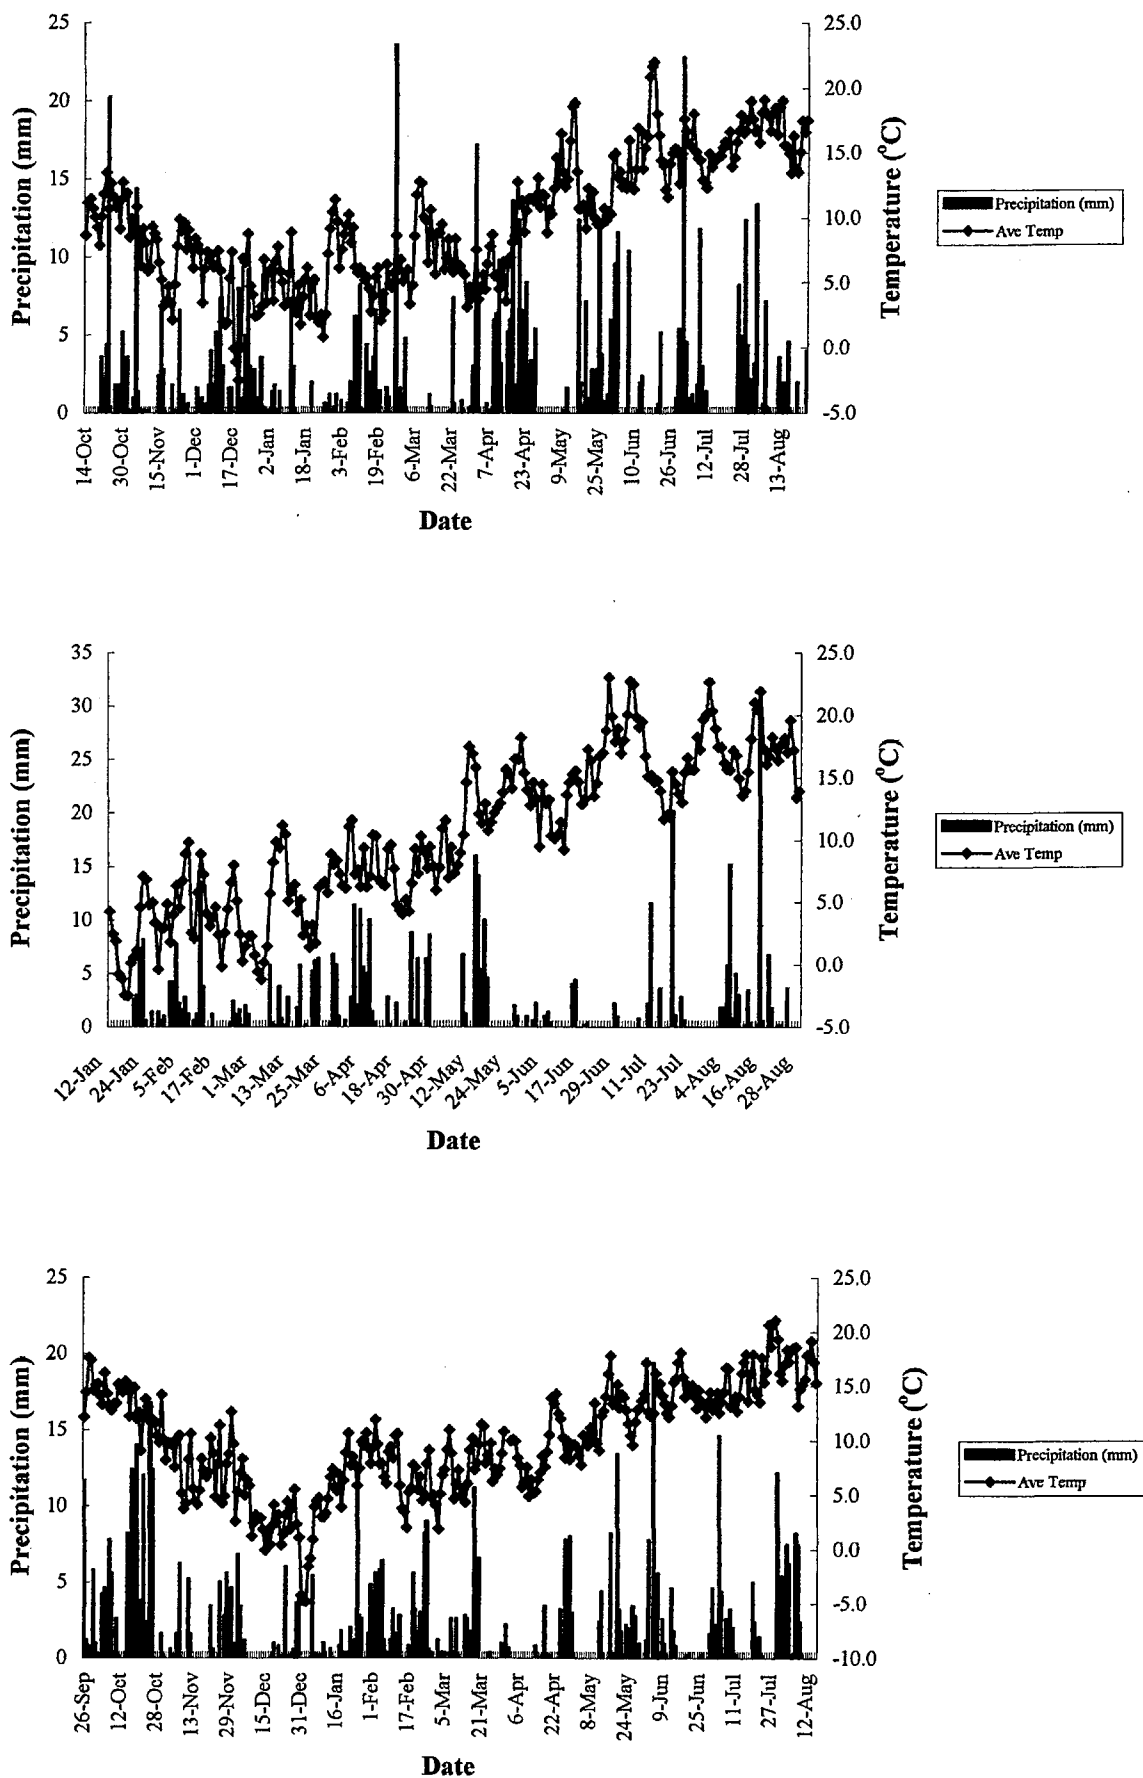 25
20
15
10
5
0
Precipitation (mm)
25.0
20.0
15.0
10.0
5.0
0.0
-5.0
Temperature (°C)
Precipitation (mm)
Ave Temp
14-Oct
30-Oct
15-Nov
1-Dec
17-Dec
2-Jan
18-Jan
3-Feb
19-Feb
6-Mar
22-Mar
7-Apr
23-Apr
9-May
25-May
10-Jun
26-Jun
12-Jul
28-Jul
13-Aug
Date
35
30
25
20
15
10
5
0
Precipitation (mm)
25.0
20.0
15.0
10.0
5.0
0.0
-5.0
Temperature (°C)
Precipitation (mm)
Ave Temp
12-Jan
24-Jan
5-Feb
17-Feb
1-Mar
13-Mar
25-Mar
6-Apr
18-Apr
30-Apr
12-May
24-May
5-Jun
17-Jun
29-Jun
11-Jul
23-Jul
4-Aug
16-Aug
28-Aug
Date
25
20
15
10
5
0
Precipitation (mm)
25.0
20.0
15.0
10.0
5.0
0.0
-5.0
-10.0
Temperature (°C)
Precipitation (mm)
Ave Temp
26-Sep
12-Oct
28-Oct
13-Nov
29-Nov
15-Dec
31-Dec
16-Jan
1-Feb
17-Feb
5-Mar
21-Mar
6-Apr
22-Apr
8-May
24-May
9-Jun
25-Jun
11-Jul
27-Jul
12-Aug
Date